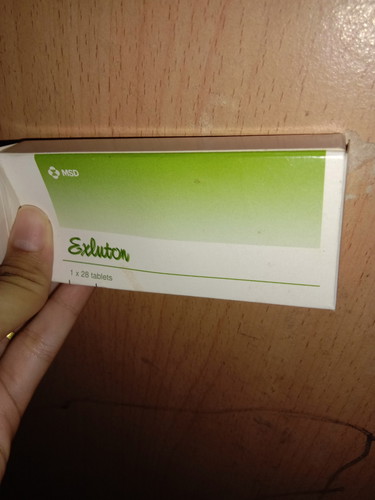 MSD
Exluton
1 x 28 tablets